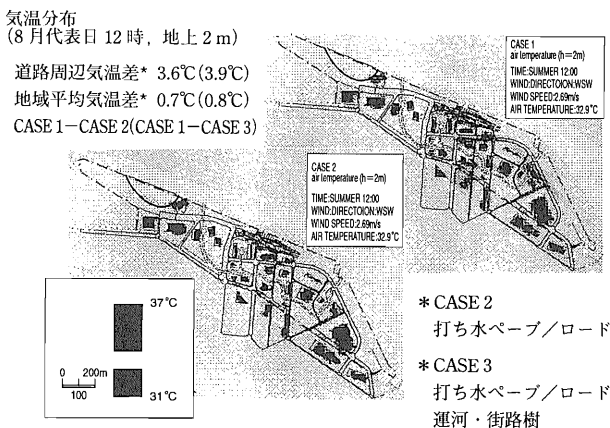 気温分布
(8月代表日12時, 地上2m)
道路周辺気温差* 3.6℃(3.9℃)
地域平均気温差* 0.7℃(0.8℃)
CASE 1-CASE 2(CASE 1-CASE 3)
CASE 1
air temperature (h=2m)
TIME:SUMMER 12:00
WIND:DIRECTOION:WSW
WIND SPEED:2.69m/s
AIR TEMPERATURE:32.9℃
CASE 2
air temperature (h=2m)
TIME:SUMMER 12:00
WIND:DIRECTOION:WSW
WIND SPEED:2.69m/s
AIR TEMPERATURE:32.9℃
37℃
0 200m
100
31℃
*CASE 2
打ち水ペーブ/ロード
*CASE 3
打ち水ペーブ/ロード
運河・街路樹